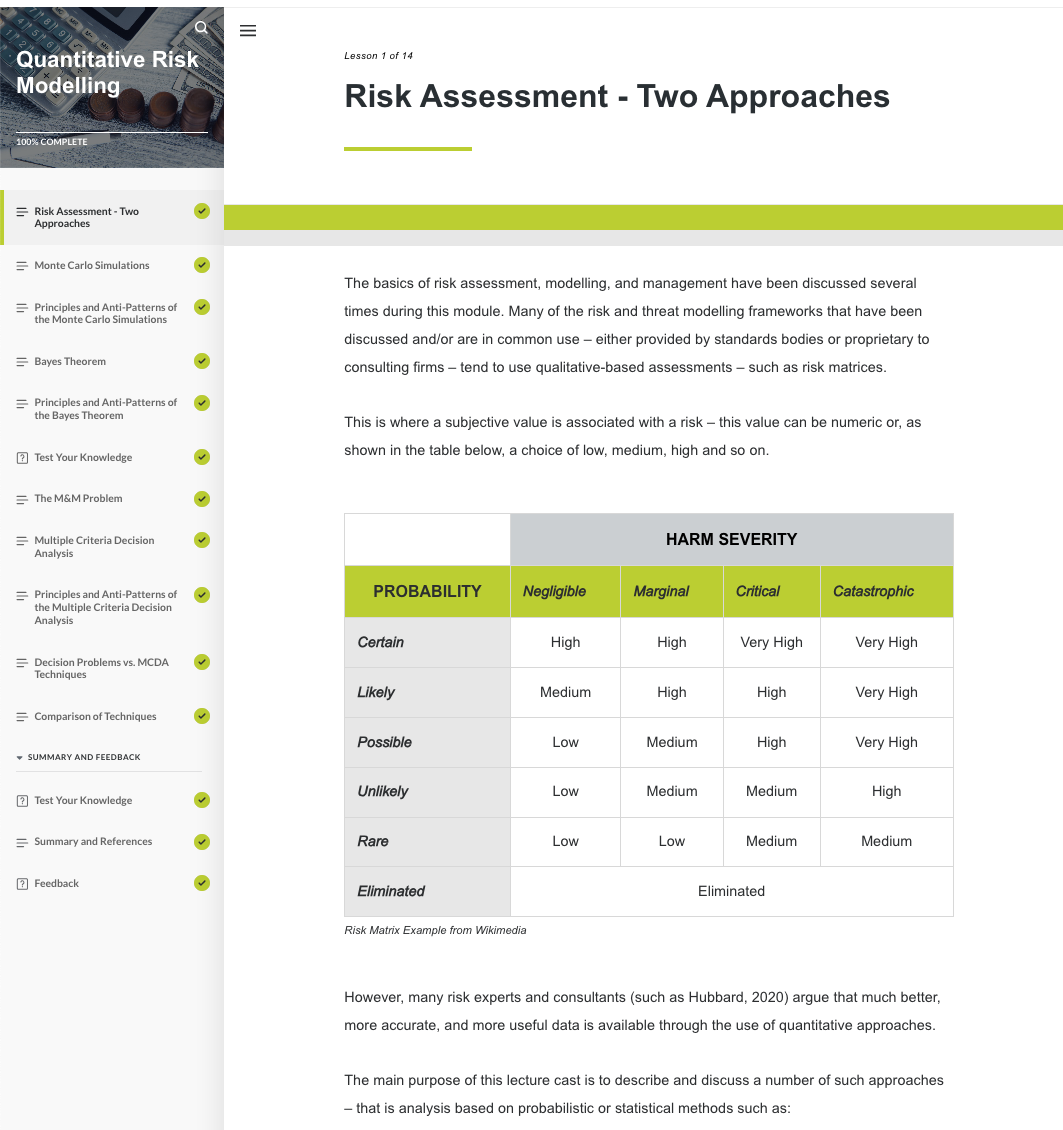 Quantitative Risk
Modelling
100% COMPLETE
Risk Assessment - Two
Approaches
Monte Carlo Simulations
Principles and Anti-Patterns of
the Monte Carlo Simulations
Bayes Theorem
Principles and Anti-Patterns of
the Bayes Theorem
Test Your Knowledge
The M&M Problem
Multiple Criteria Decision
Analysis
Principles and Anti-Patterns of
the Multiple Criteria Decision
Analysis
Decision Problems vs. MCDA
Techniques
Comparison of Techniques
SUMMARY AND FEEDBACK
Test Your Knowledge
Summary and References
Feedback
Lesson 1 of 14
Risk Assessment - Two Approaches
The basics of risk assessment, modelling, and management have been discussed several
times during this module. Many of the risk and threat modelling frameworks that have been
discussed and/or are in common use – either provided by standards bodies or proprietary to
consulting firms – tend to use qualitative-based assessments – such as risk matrices.
This is where a subjective value is associated with a risk – this value can be numeric or, as
shown in the table below, a choice of low, medium, high and so on.
HARM SEVERITY
PROBABILITY Negligible Marginal Critical Catastrophic
Certain High High Very High Very High
Likely Medium High High Very High
Possible Low Medium High Very High
Unlikely Low Medium Medium High
Rare Low Low Medium Medium
Eliminated Eliminated
Risk Matrix Example from Wikimedia
However, many risk experts and consultants (such as Hubbard, 2020) argue that much better,
more accurate, and more useful data is available through the use of quantitative approaches.
The main purpose of this lecture cast is to describe and discuss a number of such approaches
– that is analysis based on probabilistic or statistical methods such as: